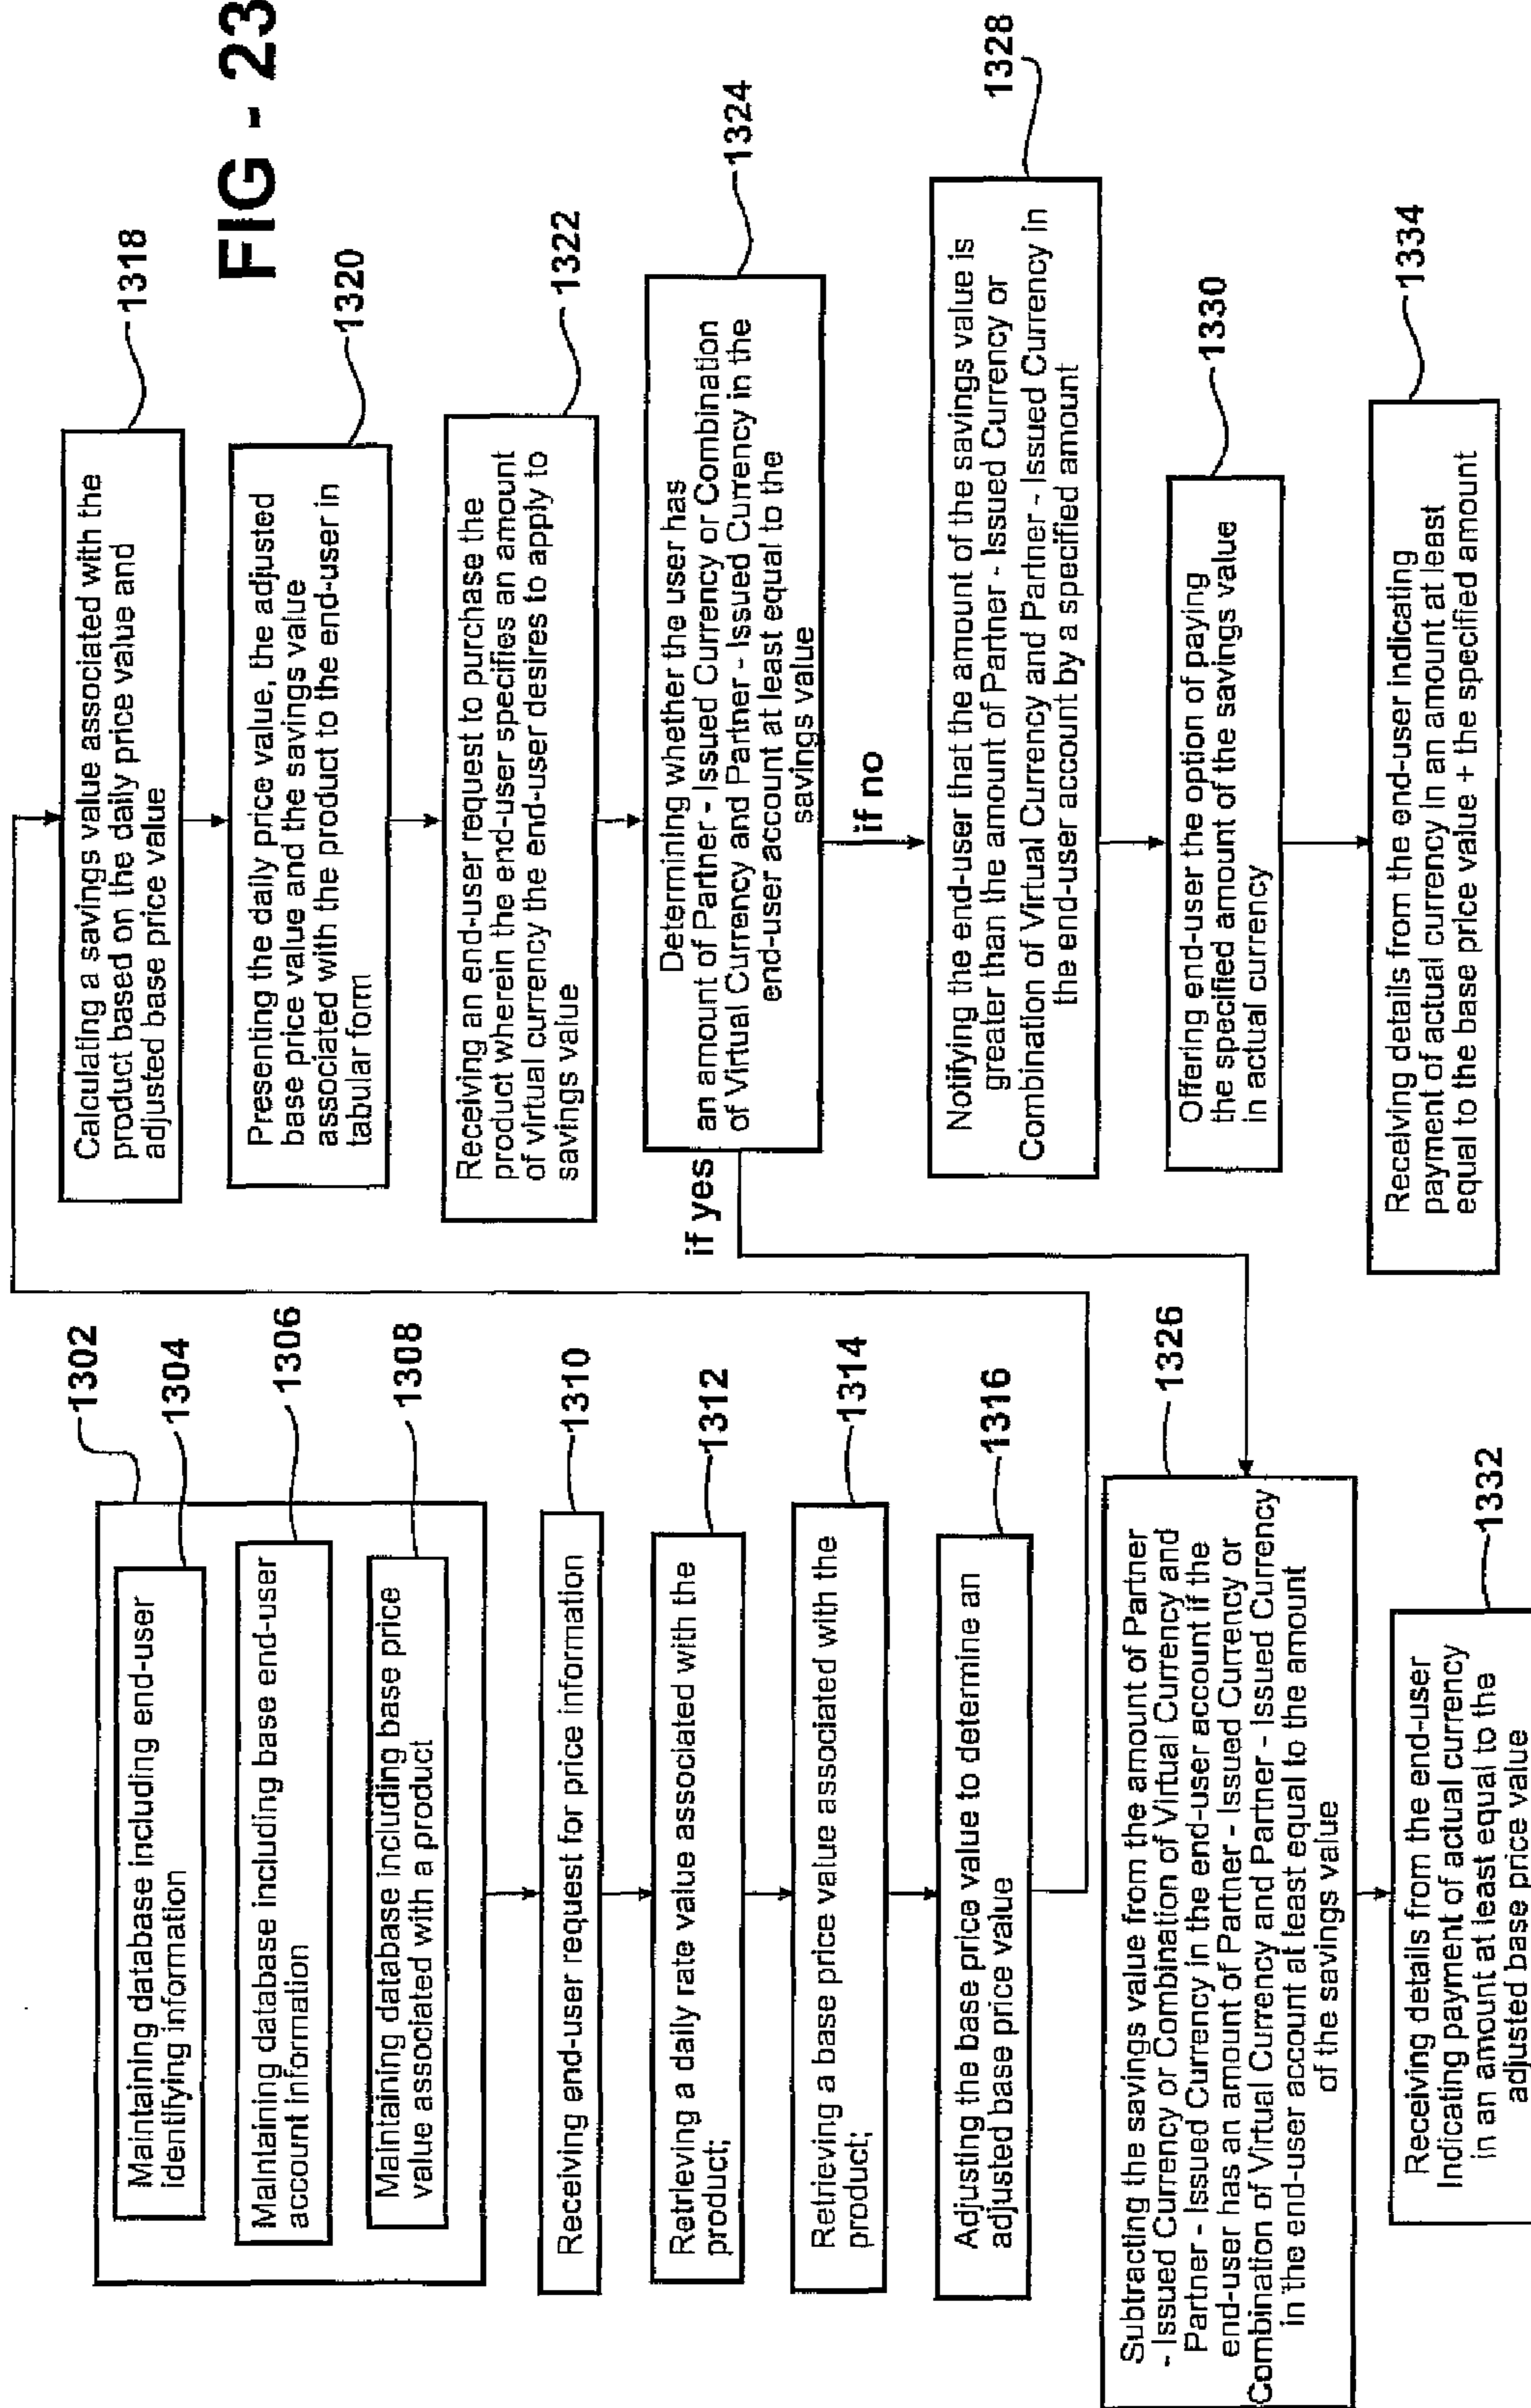 FIG - 23
1302
1304
Maintaining database including end-user
identifying information
1306
Maintaining database including base end-user
account information
1308
Maintaining database including base price
value associated with a product
1310
Receiving end-user request for price information
1312
Retrieving a daily rate value associated with the
product;
1314
Retrieving a base price value associated with the
product;
1316
Adjusting the base price value to determine an
adjusted base price value
1318
Calculating a savings value associated with the
product based on the daily price value and
adjusted base price value
1320
Presenting the daily price value, the adjusted
base price value and the savings value
associated with the product to the end-user in
tabular form
1322
Receiving an end-user request to purchase the
product wherein the end-user specifies an amount
of virtual currency the end-user desires to apply to
savings value
1324
Determining whether the user has
an amount of Partner - Issued Currency or Combination
of Virtual Currency and Partner - Issued Currency in the
end-user account at least equal to the
savings value
if yes
if no
1326
Subtracting the savings value from the amount of Partner
- Issued Currency or Combination of Virtual Currency and
Partner - Issued Currency in the end-user account if the
end-user has an amount of Partner - Issued Currency or
Combination of Virtual Currency and Partner - Issued Currency
in the end-user account at least equal to the amount
of the savings value
1328
Notifying the end-user that the amount of the savings value is
greater than the amount of Partner - Issued Currency or
Combination of Virtual Currency and Partner - Issued Currency in
the end-user account by a specified amount
1330
Offering end-user the option of paying
the specified amount of the savings value
in actual currency
1332
Receiving details from the end-user
Indicating payment of actual currency
in an amount at least equal to the
adjusted base price value
1334
Receiving details from the end-user indicating
payment of actual currency in an amount at least
equal to the base price value + the specified amount